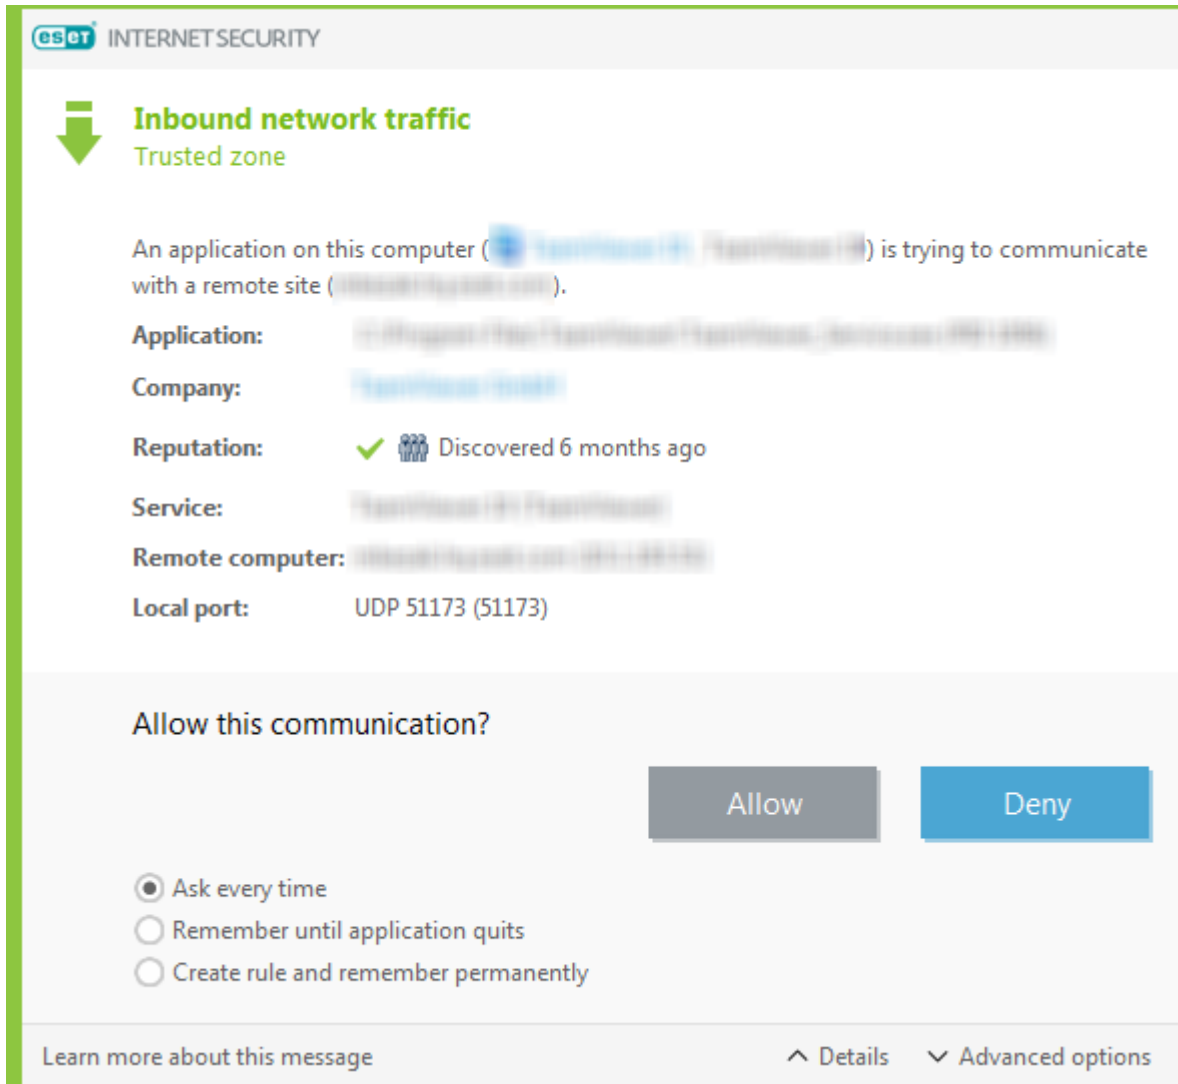 eseT INTERNET SECURITY
Inbound network traffic
Trusted zone
An application on this computer ( ) is trying to communicate
with a remote site ( ).
Application:
Company:
Reputation: Discovered 6 months ago
Service:
Remote computer:
Local port: UDP 51173 (51173)
Allow this communication?
Allow Deny
Ask every time
Remember until application quits
Create rule and remember permanently
Learn more about this message Details Advanced options